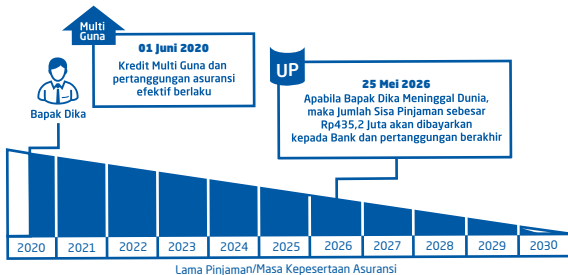 Multi
Guna
01 Juni 2020
Kredit Multi Guna dan
pertanggungan asuransi
efektif berlaku
Bapak Dika
UP
25 Mei 2026
Apabila Bapak Dika Meninggal Dunia,
maka Jumlah Sisa Pinjaman sebesar
Rp435,2 Juta akan dibayarkan
kepada Bank dan pertanggungan berakhir
2020 2021 2022 2023 2024 2025 2026 2027 2028 2029 2030
Lama Pinjaman/Masa Kepesertaan Asuransi